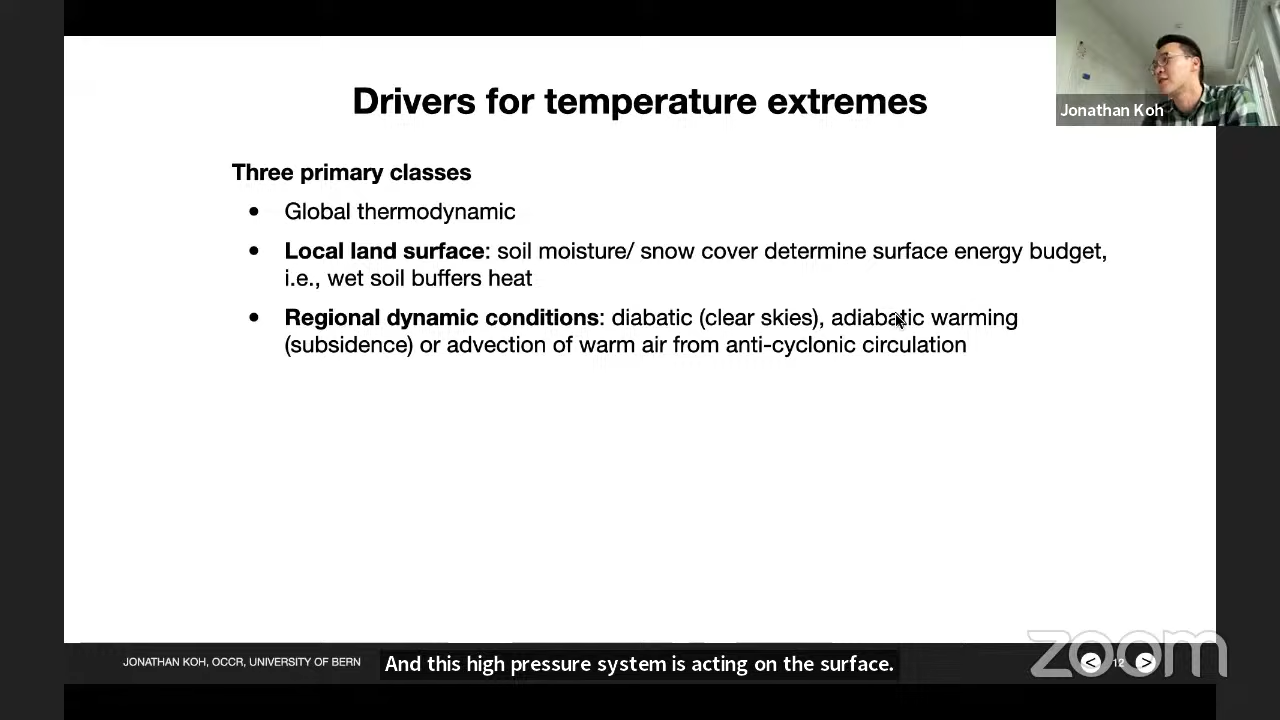 Drivers for temperature extremes
Jonathan Koh
Three primary classes
• Global thermodynamic
• Local land surface: soil moisture/ snow cover determine surface energy budget,
i.e., wet soil buffers heat
• Regional dynamic conditions: diabatic (clear skies), adiabatic warming
(subsidence) or advection of warm air from anti-cyclonic circulation
JONATHAN KOH, OCCR, UNIVERSITY OF BERN
And this high pressure system is acting on the surface.
zoom
< 12 >